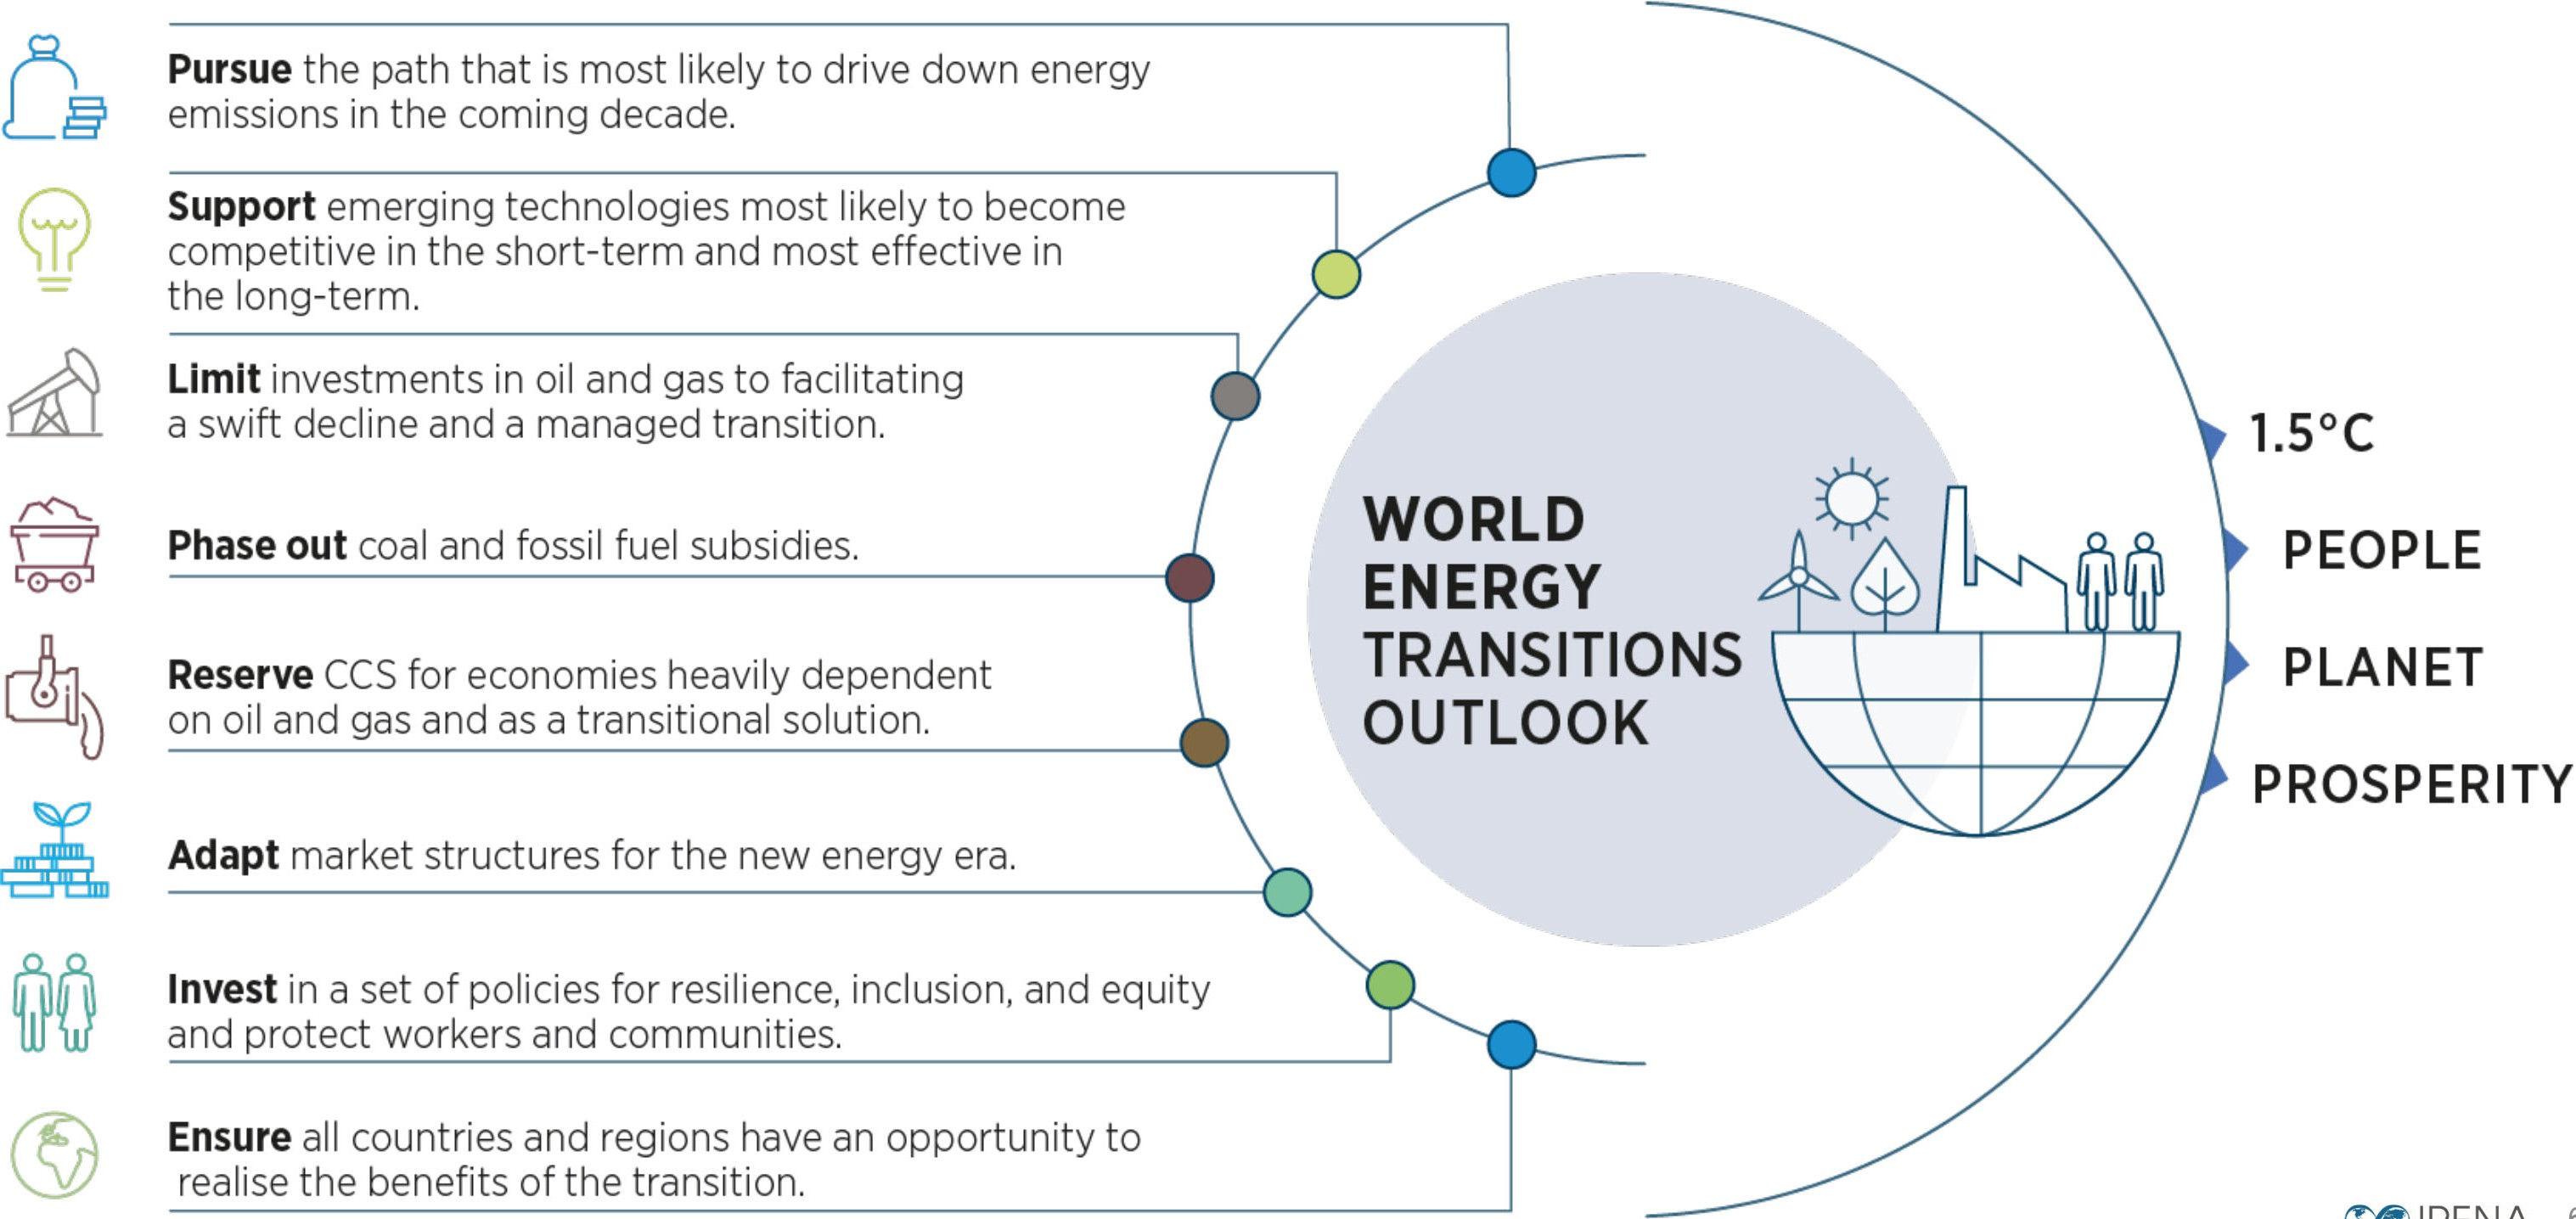 Pursue the path that is most likely to drive down energy
emissions in the coming decade.
Support emerging technologies most likely to become
competitive in the short-term and most effective in
the long-term.
Limit investments in oil and gas to facilitating
a swift decline and a managed transition.
Phase out coal and fossil fuel subsidies.
Reserve CCS for economies heavily dependent
on oil and gas and as a transitional solution.
Adapt market structures for the new energy era.
Invest in a set of policies for resilience, inclusion, and equity
and protect workers and communities.
Ensure all countries and regions have an opportunity to
realise the benefits of the transition.
WORLD
ENERGY
TRANSITIONS
OUTLOOK
1.5°C
PEOPLE
PLANET
PROSPERITY
IRENA